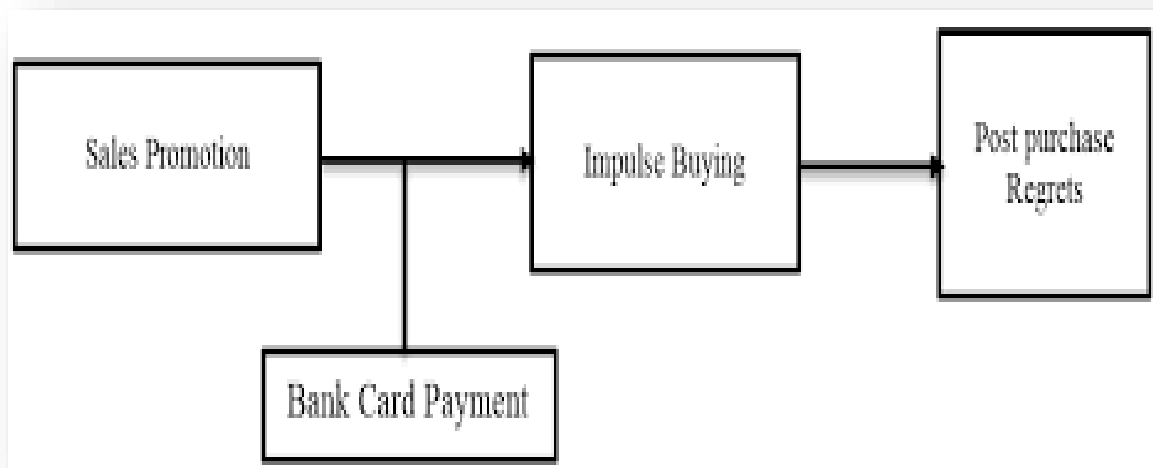 Sales Promotion
Impulse Buying
Post purchase
Regrets
Bank Card Payment